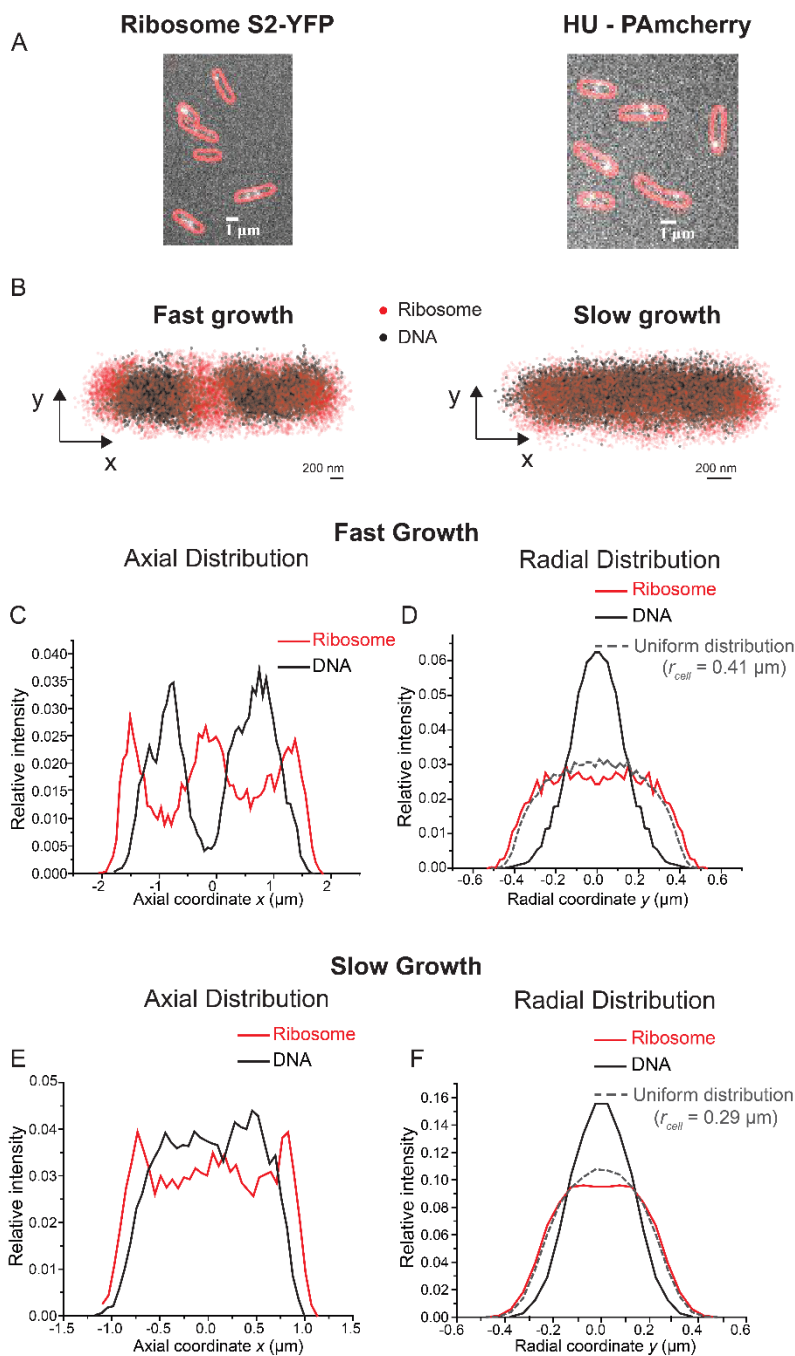 Ribosome S2-YFP
HU - PAmcherry
A
1 µm
1 µm
B
Fast growth
Ribosome
DNA
Slow growth
y
x
200 nm
y
x
200 nm
Fast Growth
Axial Distribution
Radial Distribution
C
Ribosome
DNA
0.040
0.035
0.030
0.025
0.020
0.015
0.010
0.005
0.000
Relative intensity
-2
-1
0
1
2
Axial coordinate x (µm)
D
Ribosome
DNA
Uniform distribution
(rcell = 0.41 µm)
0.06
0.05
0.04
0.03
0.02
0.01
0.00
Relative intensity
-0.6
-0.4
-0.2
0.0
0.2
0.4
0.6
Radial coordinate y (µm)
Slow Growth
Axial Distribution
Radial Distribution
E
Ribosome
DNA
0.05
0.04
0.03
0.02
0.01
0.00
Relative intensity
-1.5
-1.0
-0.5
0.0
0.5
1.0
1.5
Axial coordinate x (µm)
F
Ribosome
DNA
Uniform distribution
(rcell = 0.29 µm)
0.16
0.14
0.12
0.10
0.08
0.06
0.04
0.02
0.00
Relative intensity
-0.6
-0.4
-0.2
0.0
0.2
0.4
0.6
Radial coordinate y (µm)